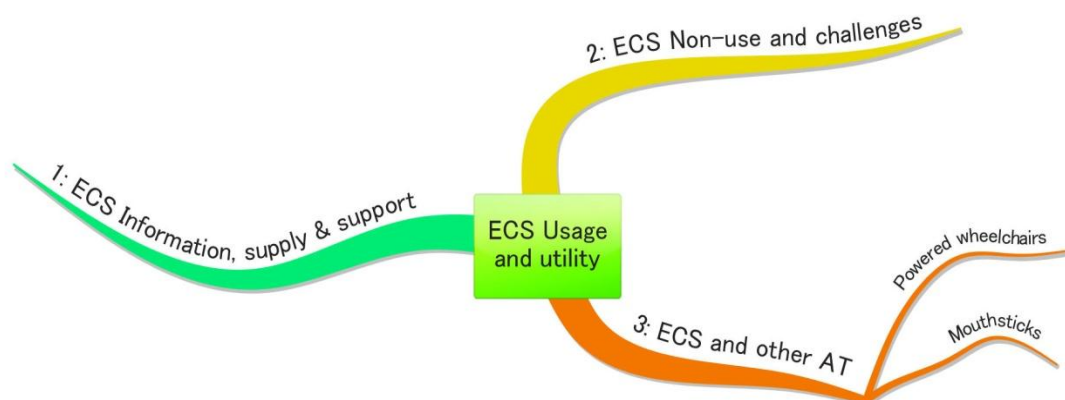 ECS Usage
and utility
1: ECS Information, supply & support
2: ECS Non-use and challenges
3: ECS and other AT
Powered wheelchairs
Mouthsticks